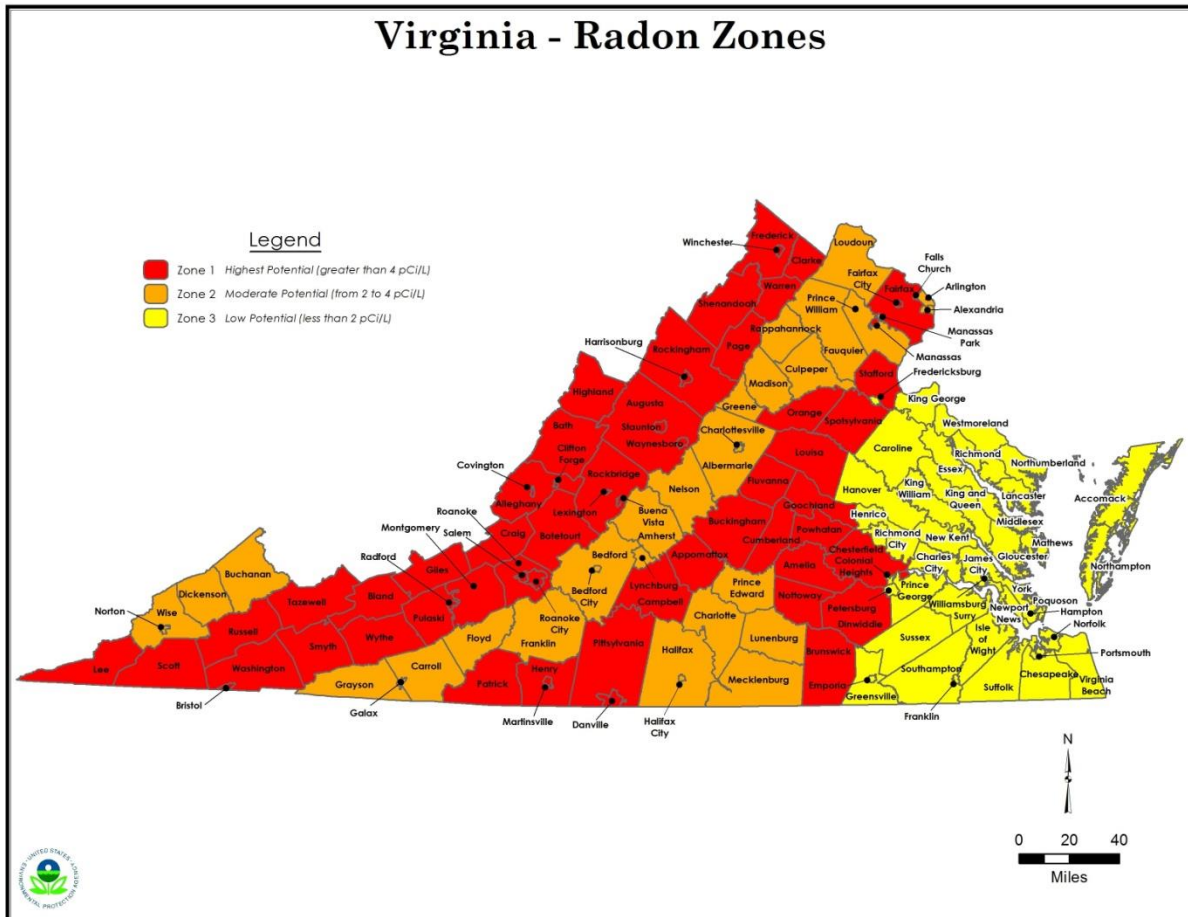 Virginia - Radon Zones
Legend
Zone 1 Highest Potential (greater than 4 pCi/L)
Zone 2 Moderate Potential (from 2 to 4 pCi/L)
Zone 3 Low Potential (less than 2 pCi/L)
Frederick
Winchester
Clarke
Loudoun
Falls
Church
Fairfax
City
Fairfax
Arlington
Warren
Alexandria
Shenandoah
Prince
William
Rappahannock
Manassas
Park
Harrisonburg
Rockingham
Page
Fauquier
Manassas
Culpeper
Stafford
Fredericksburg
Madison
Highland
King George
Greene
Augusta
Orange
Spotsylvania
Westmoreland
Bath
Staunton
Charlottesville
Clifton
Forge
Waynesboro
Richmond
Caroline
Louisa
Northumberland
Covington
Rockbridge
Albermarle
Essex
Fluvanna
King
William
Nelson
Hanover
King and
Queen
Lancaster
Accomack
Alleghany
Lexington
Goochland
Roanoke
Buena
Vista
Henrico
Middlesex
Montgomery
Craig
Botetourt
Buckingham
Powhatan
Richmond
City
Salem
Amherst
Cumberland
New Kent
Mathews
Radford
Bedford
Appomattox
Chesterfield
Charles
City
James
City
Gloucester
Buchanan
Giles
Amelia
Colonial
Heights
Northampton
Dickenson
Bland
Lynchburg
Prince
Edward
Prince
George
York
Norton
Wise
Tazewell
Bedford
City
Campbell
Nottoway
Poquoson
Pulaski
Roanoke
City
Petersburg
Williamsburg
Newport
News
Hampton
Russell
Charlotte
Surry
Norfolk
Wythe
Floyd
Dinwiddie
Smyth
Franklin
Pittsylvania
Lunenburg
Sussex
Isle
of
Wight
Portsmouth
Lee
Scott
Washington
Carroll
Halifax
Brunswick
Southampton
Chesapeake
Grayson
Patrick
Henry
Mecklenburg
Emporia
Suffolk
Virginia
Beach
Bristol
Greensville
Galax
Martinsville
Danville
Halifax
City
Franklin
N
0 20 40
Miles
UNITED STATES
ENVIRONMENTAL PROTECTION AGENCY